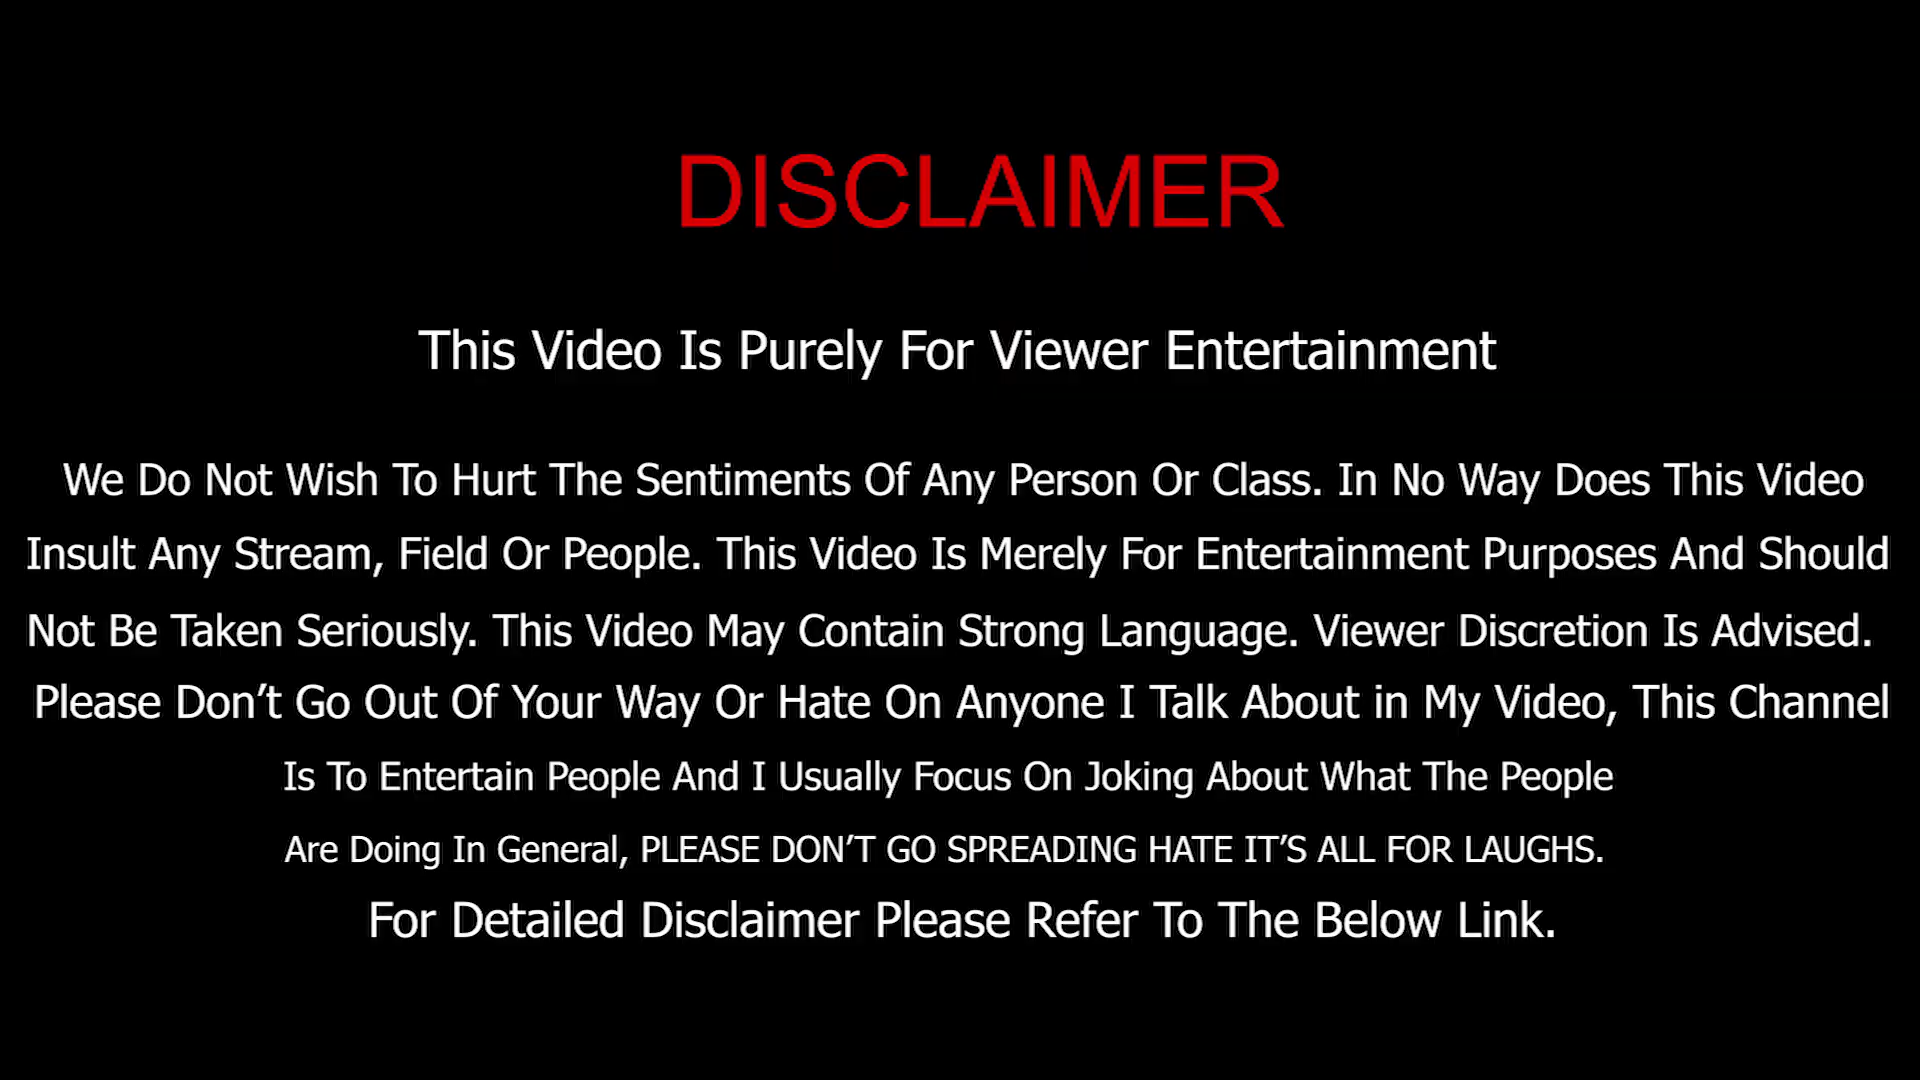 DISCLAIMER
This Video Is Purely For Viewer Entertainment
We Do Not Wish To Hurt The Sentiments Of Any Person Or Class. In No Way Does This Video
Insult Any Stream, Field Or People. This Video Is Merely For Entertainment Purposes And Should
Not Be Taken Seriously. This Video May Contain Strong Language. Viewer Discretion Is Advised.
Please Don’t Go Out Of Your Way Or Hate On Anyone I Talk About in My Video, This Channel
Is To Entertain People And I Usually Focus On Joking About What The People
Are Doing In General, PLEASE DON’T GO SPREADING HATE IT’S ALL FOR LAUGHS.
For Detailed Disclaimer Please Refer To The Below Link.